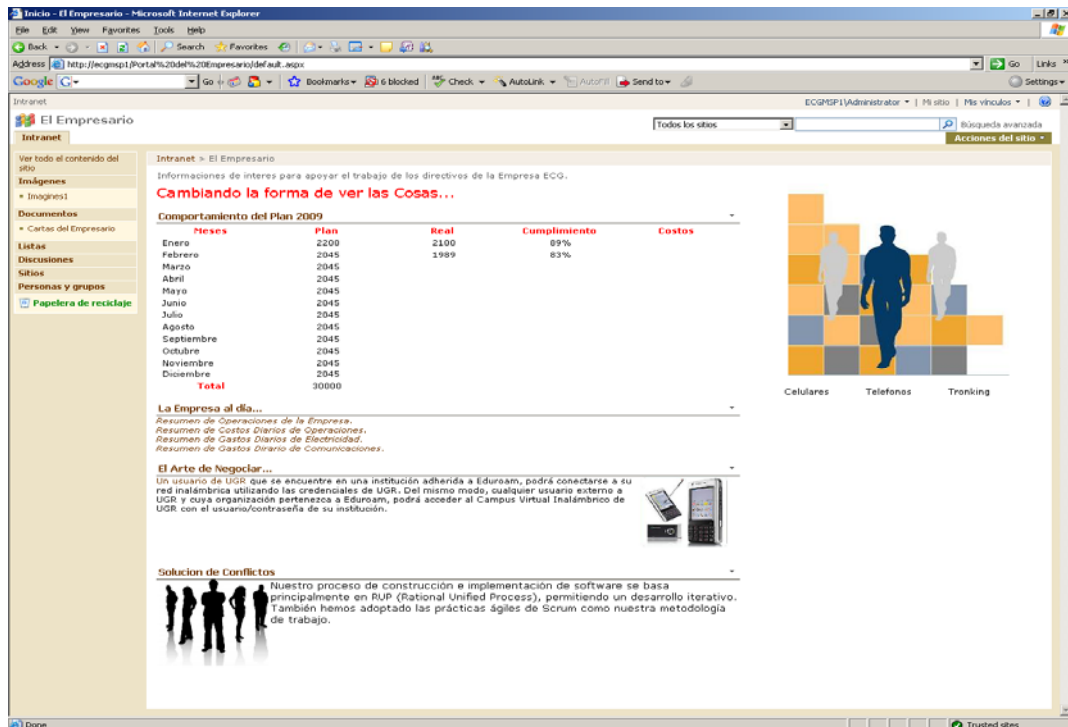 Inicio - El Empresario - Microsoft Internet Explorer
File Edit View Favorites Tools Help
Back Search Favorites
Address http://ecgmsp1/Portal%20del%20Empresario/default.aspx Go Links
Google G Go Bookmarks 6 blocked Check AutoLink AutoFill Send to Settings
Intranet ECGMSP1\Administrator | Mi sitio | Mis vínculos |
El Empresario Todos los sitios Búsqueda avanzada
Intranet Acciones del sitio
Ver todo el contenido del
sitio
Imágenes
Imagines1
Documentos
Cartas del Empresario
Listas
Discusiones
Sitios
Personas y grupos
Papelera de reciclaje
Intranet > El Empresario
Informaciones de interes para apoyar el trabajo de los directivos de la Empresa ECG.
Cambiando la forma de ver las Cosas...
Comportamiento del Plan 2009
Meses Plan Real Cumplimiento Costos
Enero 2200 2100 89%
Febrero 2045 1989 83%
Marzo 2045
Abril 2045
Mayo 2045
Junio 2045
Julio 2045
Agosto 2045
Septiembre 2045
Octubre 2045
Noviembre 2045
Diciembre 2045
Total 30000
Celulares Telefonos Tronking
La Empresa al día...
Resumen de Operaciones de la Empresa.
Resumen de Costos Diarios de Operaciones.
Resumen de Gastos Diarios de Electricidad.
Resumen de Gastos Dirario de Comunicaciones.
El Arte de Negociar...
Un usuario de UGR que se encuentre en una institución adherida a Eduroam, podrá conectarse a su
red inalámbrica utilizando las credenciales de UGR. Del mismo modo, cualquier usuario externo a
UGR y cuya organización pertenezca a Eduroam, podrá acceder al Campus Virtual Inalámbrico de
UGR con el usuario/contraseña de su institución.
Solucion de Conflictos
Nuestro proceso de construcción e implementación de software se basa
principalmente en RUP (Rational Unified Process), permitiendo un desarrollo iterativo.
También hemos adoptado las prácticas ágiles de Scrum como nuestra metodología
de trabajo.
Done Trusted sites